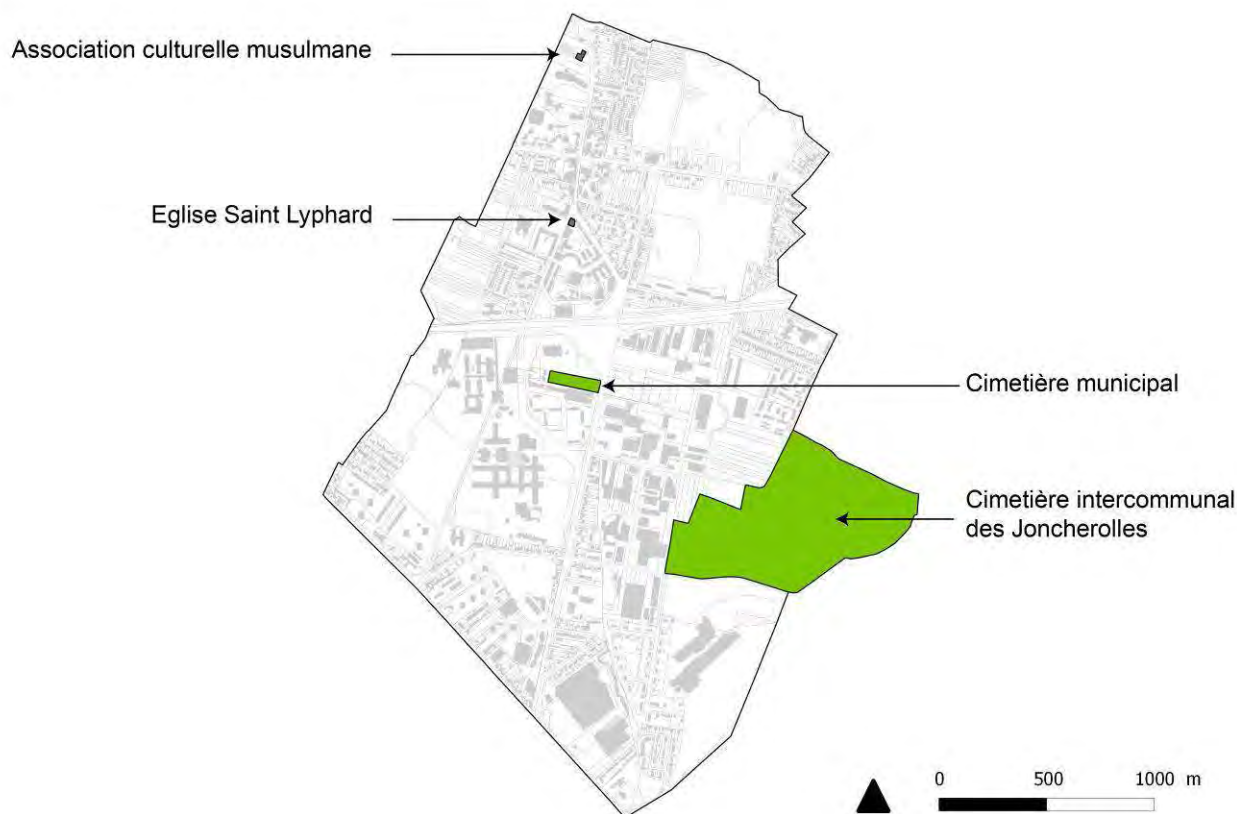 Association culturelle musulmane
Eglise Saint Lyphard
Cimetière municipal
Cimetière intercommunal
des Joncherolles
0 500 1000 m